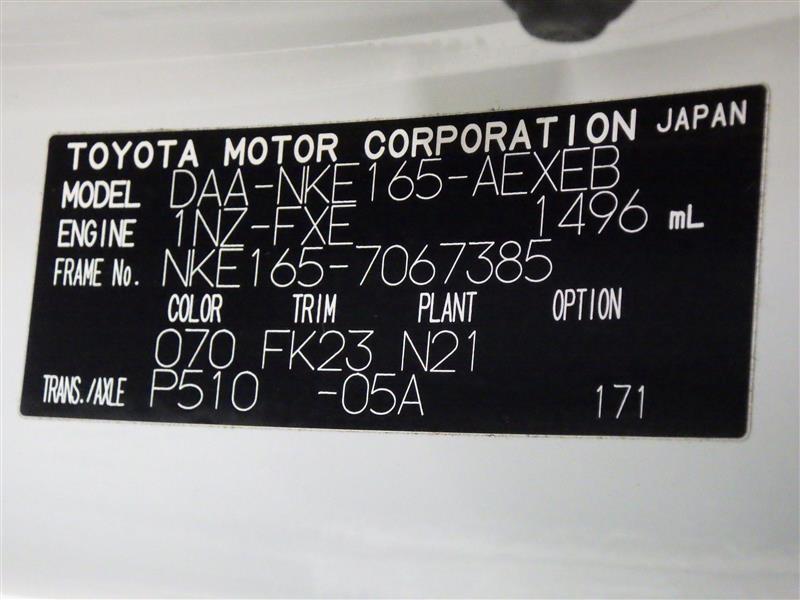 TOYOTA MOTOR CORPORATION JAPAN
MODEL DAA-NKE165-AEXEB
ENGINE 1NZ-FXE 1496 mL
FRAME No. NKE165-7067385
COLOR TRIM PLANT OPTION
070 FK23 N21
TRANS./AXLE P510 -05A 171